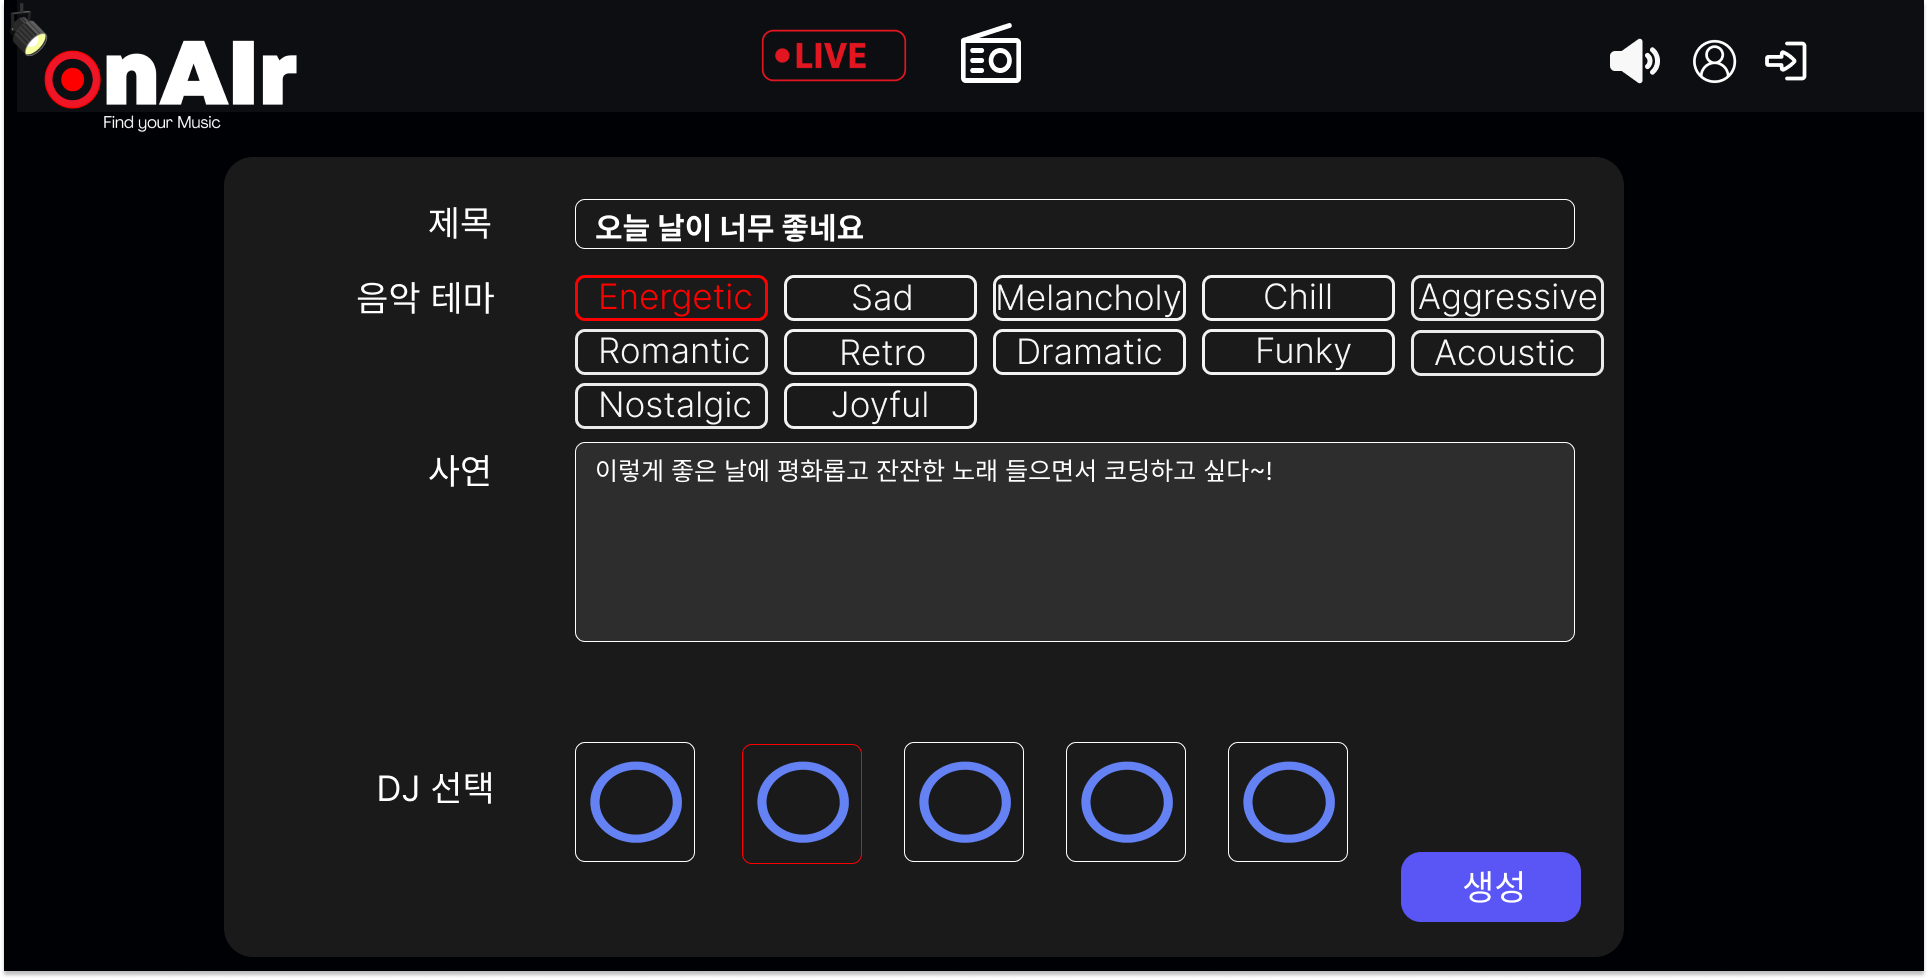 onAIr
Find your Music
LIVE
제목
오늘 날이 너무 좋네요
음악 테마
Energetic Sad Melancholy Chill Aggressive
Romantic Retro Dramatic Funky Acoustic
Nostalgic Joyful
사연
이렇게 좋은 날에 평화롭고 잔잔한 노래 들으면서 코딩하고 싶다~!
DJ 선택
생성